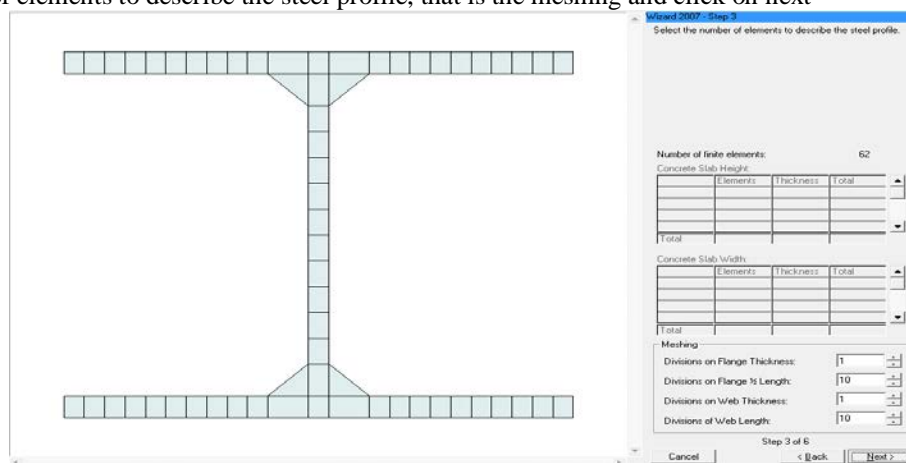 of elements to describe the steel profile, that is the meshing and click on next
Wizard 2007 - Step 3
Select the number of elements to describe the steel profile.
Number of finite elements: 62
Concrete Slab Height:
Elements Thickness Total
Total
Concrete Slab Width:
Elements Thickness Total
Total
Meshing
Divisions on Flange Thickness: 1
Divisions on Flange ½ Length: 10
Divisions on Web Thickness: 1
Divisions of Web Length: 10
Step 3 of 6
Cancel < Back Next >